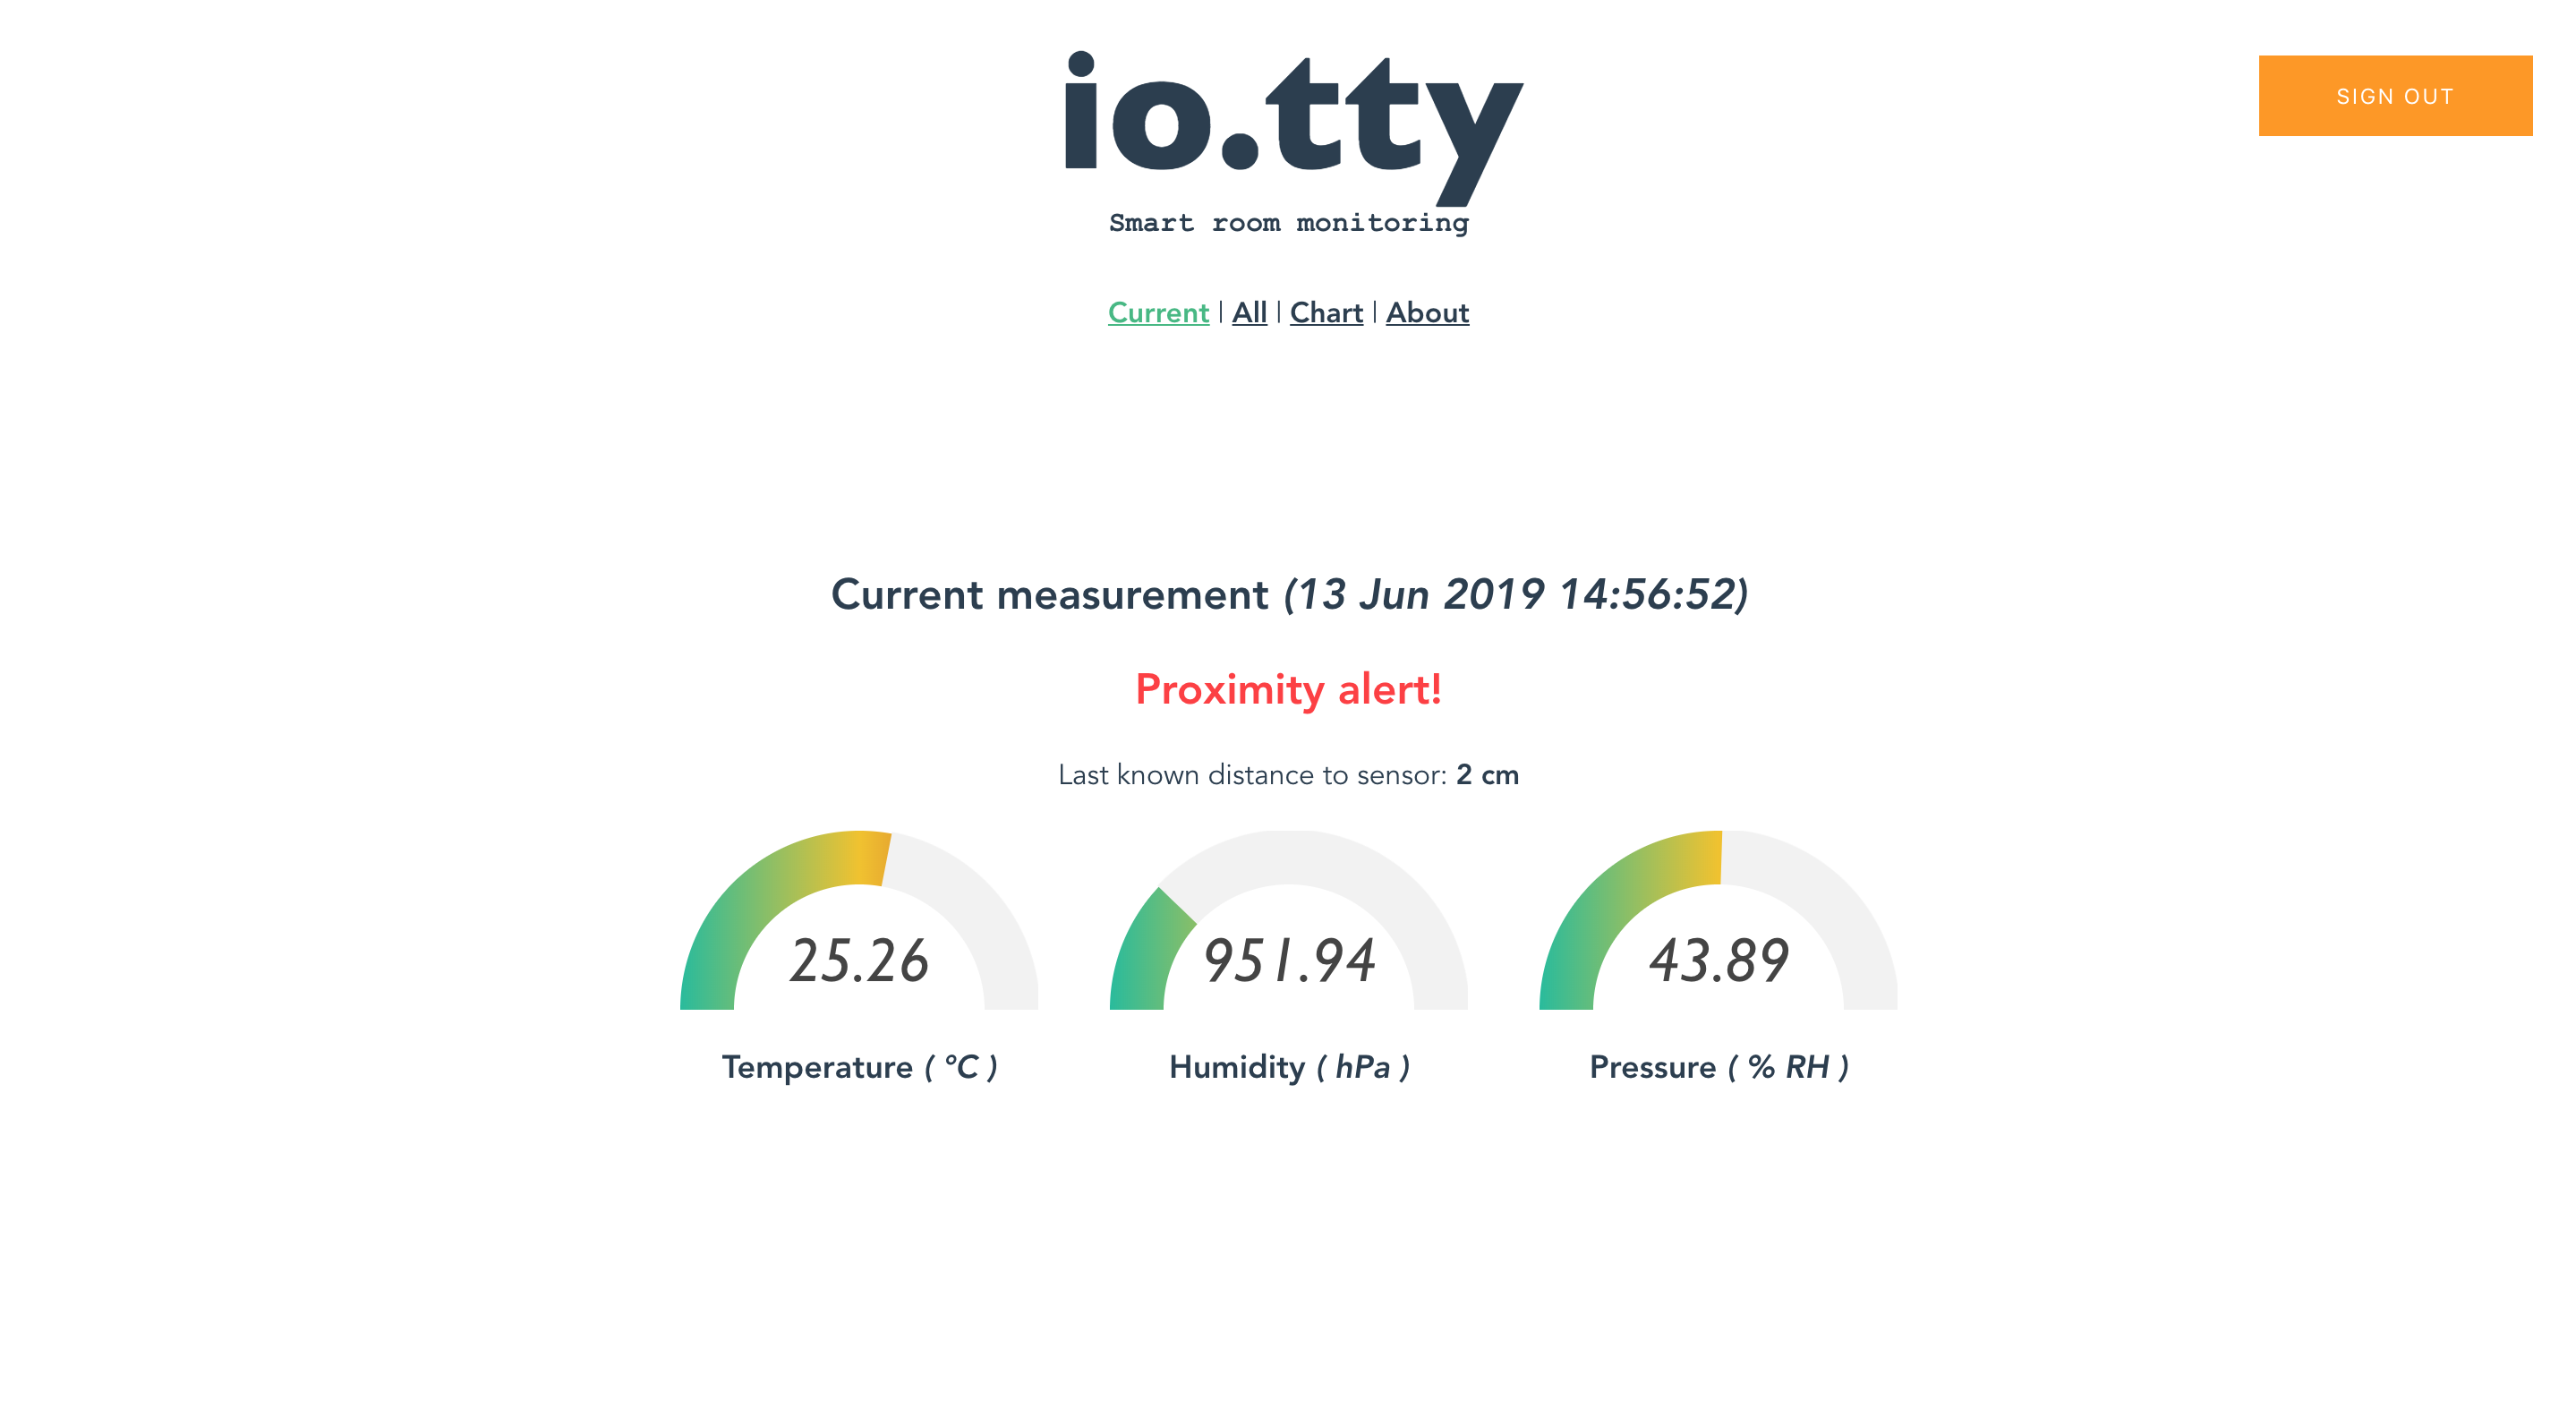 io.tty
Smart room monitoring
SIGN OUT
Current | All | Chart | About
Current measurement (13 Jun 2019 14:56:52)
Proximity alert!
Last known distance to sensor: 2 cm
25.26
951.94
43.89
Temperature ( °C )
Humidity ( hPa )
Pressure ( % RH )